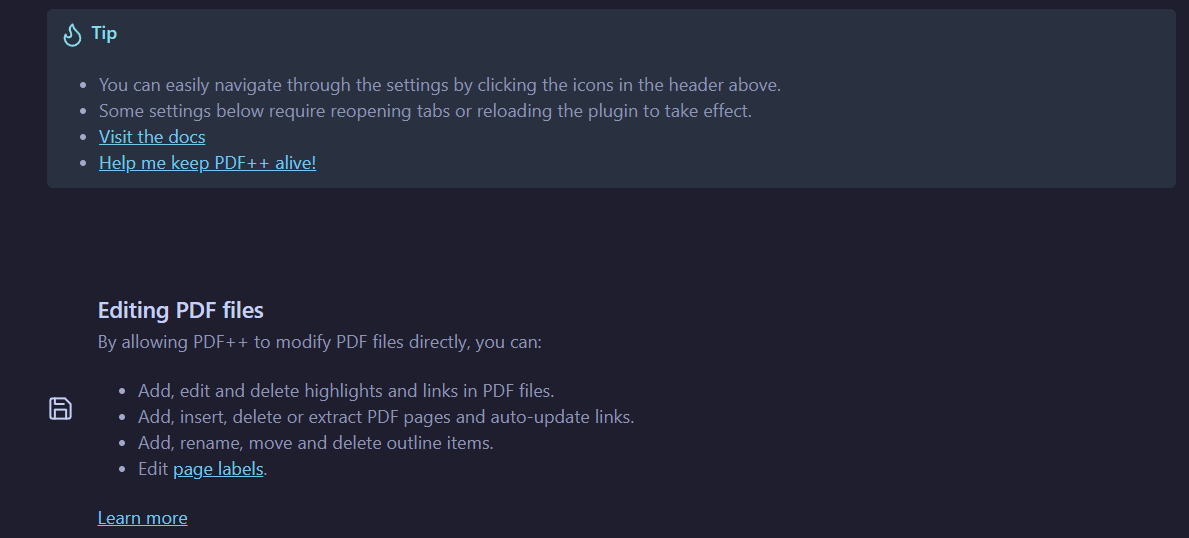 Tip
You can easily navigate through the settings by clicking the icons in the header above.
Some settings below require reopening tabs or reloading the plugin to take effect.
Visit the docs
Help me keep PDF++ alive!
Editing PDF files
By allowing PDF++ to modify PDF files directly, you can:
Add, edit and delete highlights and links in PDF files.
Add, insert, delete or extract PDF pages and auto-update links.
Add, rename, move and delete outline items.
Edit page labels.
Learn more